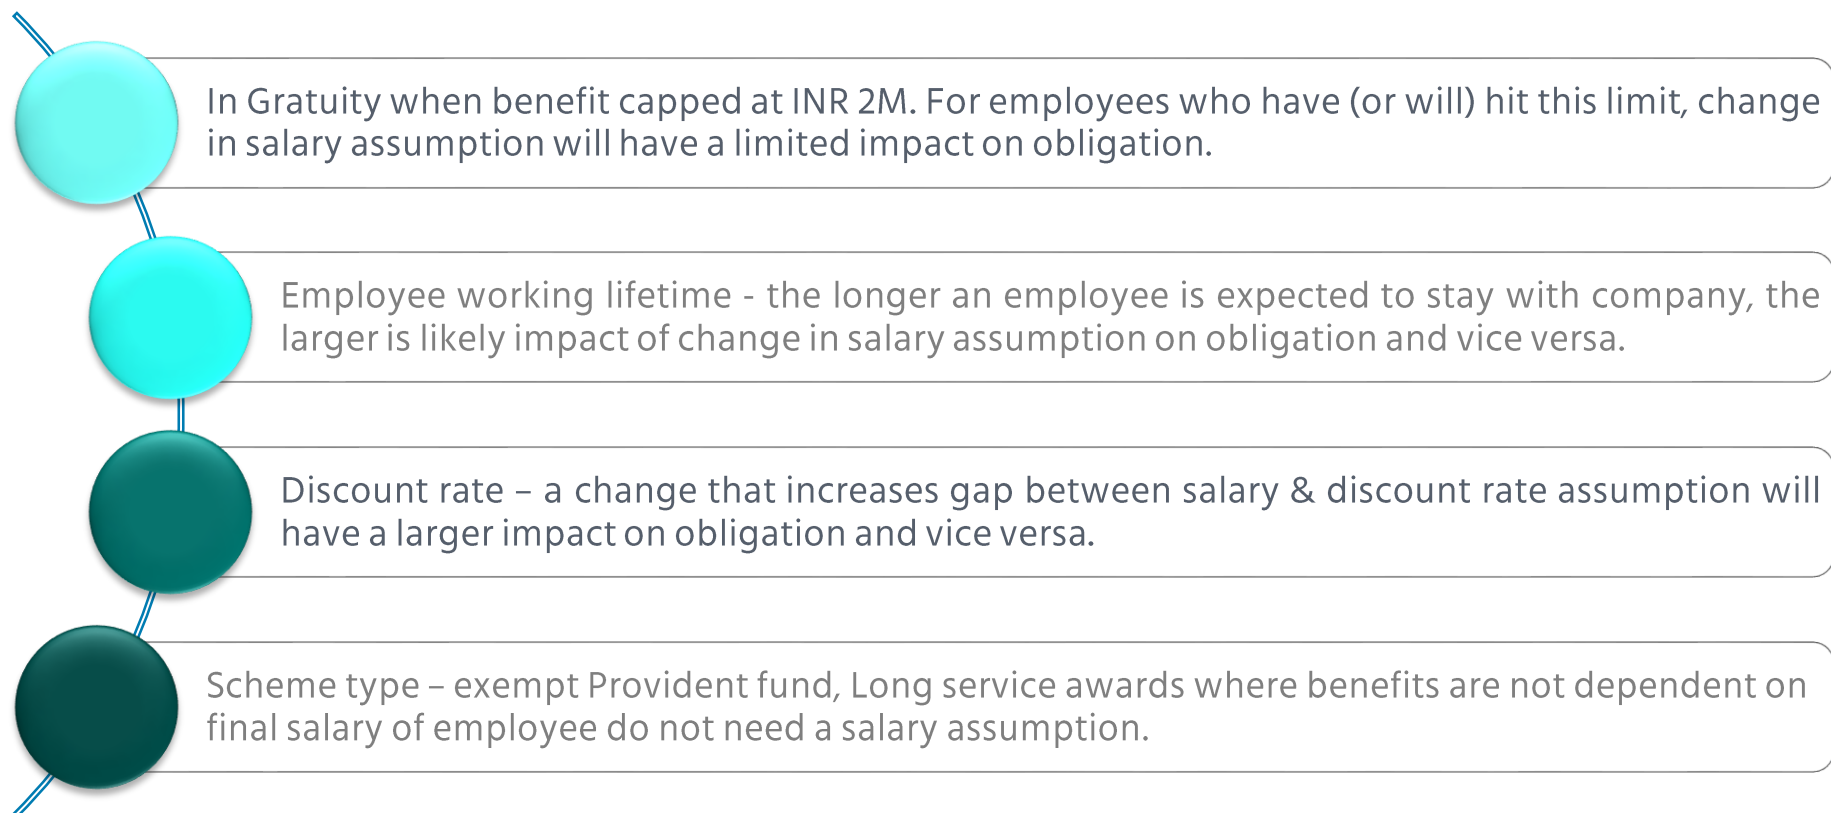 In Gratuity when benefit capped at INR 2M. For employees who have (or will) hit this limit, change
in salary assumption will have a limited impact on obligation.
Employee working lifetime - the longer an employee is expected to stay with company, the
larger is likely impact of change in salary assumption on obligation and vice versa.
Discount rate – a change that increases gap between salary & discount rate assumption will
have a larger impact on obligation and vice versa.
Scheme type – exempt Provident fund, Long service awards where benefits are not dependent on
final salary of employee do not need a salary assumption.